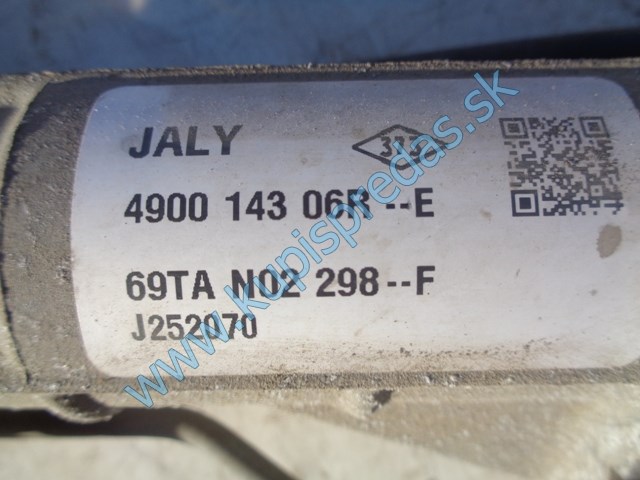 JALY
4900 143 06R --E
69TA N02 298--F
J252070
www.kupispredas.sk